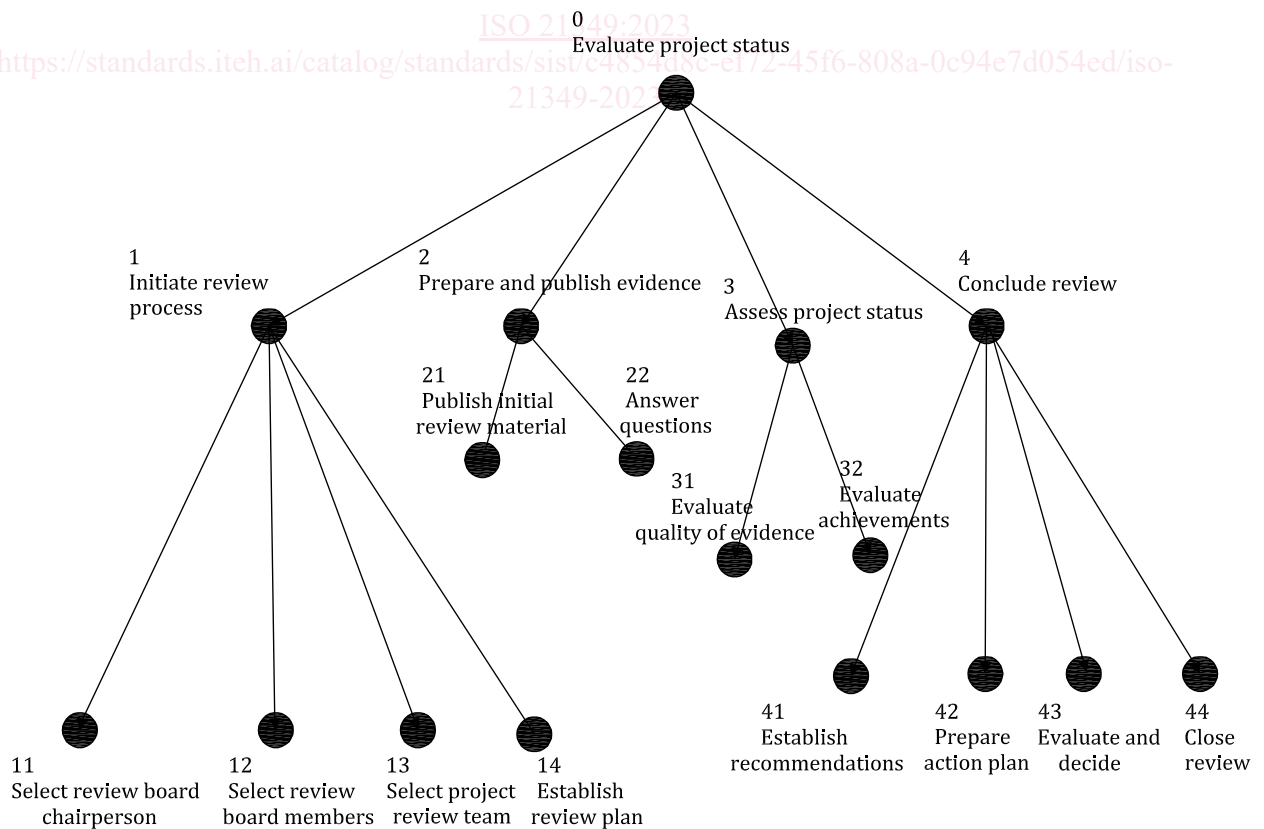 ISO 21349:2023
https://standards.iteh.ai/catalog/standards/sist/c4854d8c-ef72-45f6-808a-0c94e7d054ed/iso-
21349-2023
0
Evaluate project status
1
Initiate review
process
2
Prepare and publish evidence
3
Assess project status
4
Conclude review
21
Publish initial
review material
22
Answer
questions
31
Evaluate
quality of evidence
32
Evaluate
achievements
41
Establish
recommendations
42
Prepare
action plan
43
Evaluate and
decide
44
Close
review
11
Select review board
chairperson
12
Select review
board members
13
Select project
review team
14
Establish
review plan